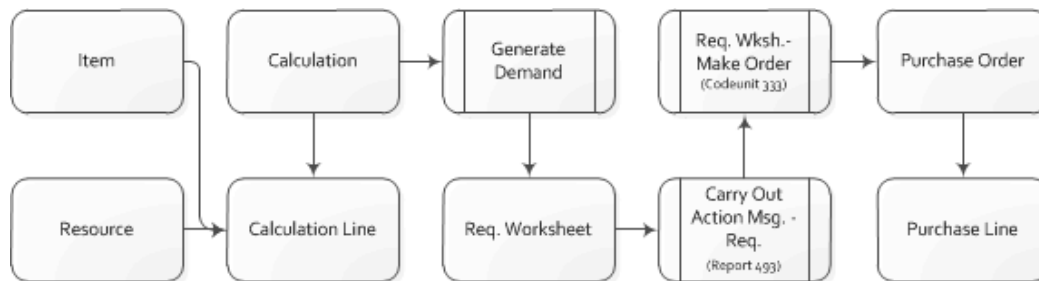 Item
Calculation
Generate
Demand
Req. Wksh.-
Make Order
(Codeunit 333)
Purchase Order
Resource
Calculation Line
Req. Worksheet
Carry Out
Action Msg. -
Req.
(Report 493)
Purchase Line